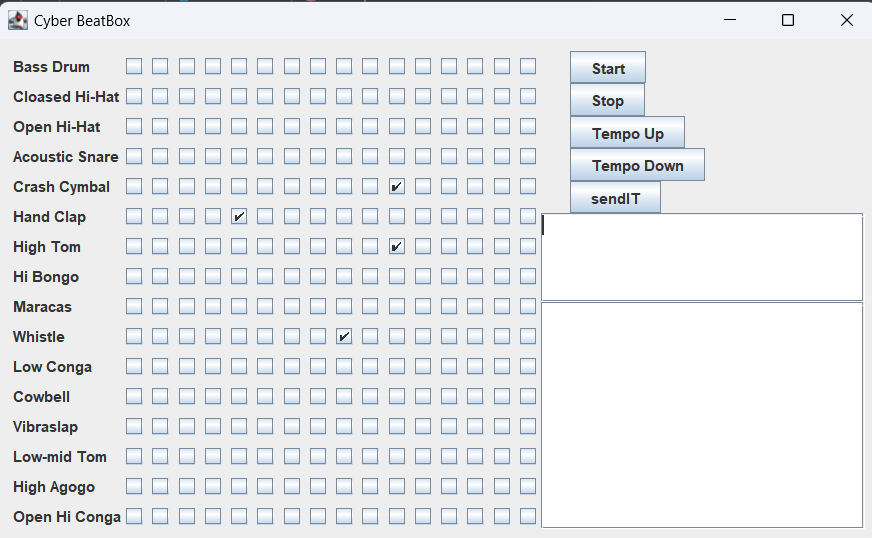 Cyber BeatBox
Bass Drum
Cloased Hi-Hat
Open Hi-Hat
Acoustic Snare
Crash Cymbal
Hand Clap
High Tom
Hi Bongo
Maracas
Whistle
Low Conga
Cowbell
Vibraslap
Low-mid Tom
High Agogo
Open Hi Conga
Start
Stop
Tempo Up
Tempo Down
sendIT